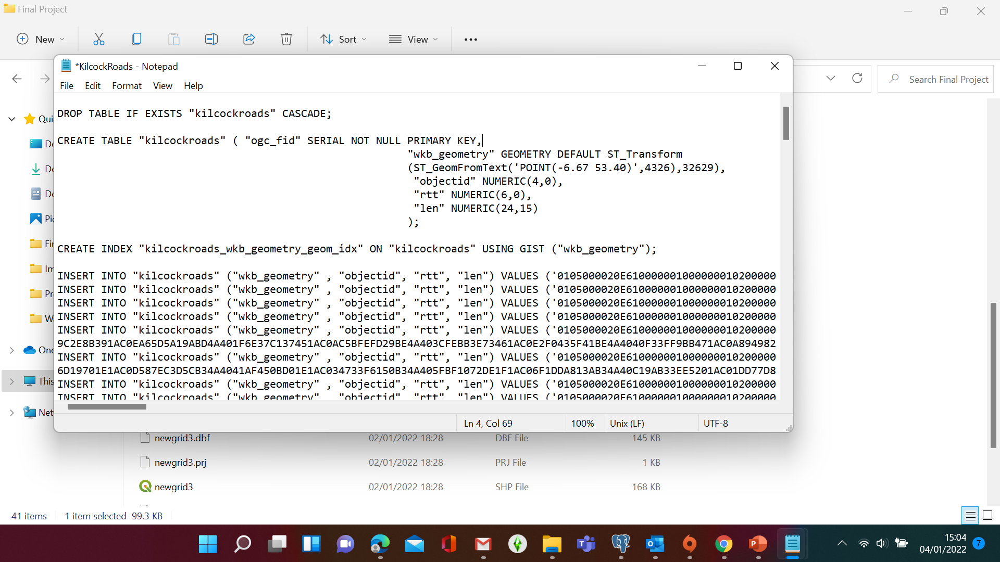 Final Project
New
Sort
View
Search Final Project
*KilcockRoads - Notepad
File Edit Format View Help
DROP TABLE IF EXISTS "kilcockroads" CASCADE;
CREATE TABLE "kilcockroads" ( "ogc_fid" SERIAL NOT NULL PRIMARY KEY,
"wkb_geometry" GEOMETRY DEFAULT ST_Transform
(ST_GeomFromText('POINT(-6.67 53.40)',4326),32629),
"objectid" NUMERIC(4,0),
"rtt" NUMERIC(6,0),
"len" NUMERIC(24,15)
);
CREATE INDEX "kilcockroads_wkb_geometry_geom_idx" ON "kilcockroads" USING GIST ("wkb_geometry");
INSERT INTO "kilcockroads" ("wkb_geometry" , "objectid", "rtt", "len") VALUES ('0105000020E6100000010000000102000000
INSERT INTO "kilcockroads" ("wkb_geometry" , "objectid", "rtt", "len") VALUES ('0105000020E6100000010000000102000000
INSERT INTO "kilcockroads" ("wkb_geometry" , "objectid", "rtt", "len") VALUES ('0105000020E6100000010000000102000000
INSERT INTO "kilcockroads" ("wkb_geometry" , "objectid", "rtt", "len") VALUES ('0105000020E6100000010000000102000000
INSERT INTO "kilcockroads" ("wkb_geometry" , "objectid", "rtt", "len") VALUES ('0105000020E6100000010000000102000000
9C2E8B391AC0EA65D5A19ABD4A401F6E37C137451AC0AC5BFEFD29BE4A403CFEBB3E73461AC0E2F0435F41BE4A4040F33FF9BB471AC0A894982
INSERT INTO "kilcockroads" ("wkb_geometry" , "objectid", "rtt", "len") VALUES ('0105000020E6100000010000000102000000
6D19701E1AC0D587EC3D5CB34A4041AF450BD01E1AC034733F6150B34A405FBF1072DE1F1AC06F1DDA813AB34A40C19AB33EE5201AC01DD77D8
INSERT INTO "kilcockroads" ("wkb_geometry" , "objectid", "rtt", "len") VALUES ('0105000020E6100000010000000102000000
INSERT INTO "kilcockroads" ("wkb_geometry" , "objectid", "rtt", "len") VALUES ('0105000020E6100000010000000102000000
Ln 4, Col 69 100% Unix (LF) UTF-8
Qui
De
Do
Do
Pic
Fir
Im
Pr
Wa
One
This
Net
newgrid3.dbf 02/01/2022 18:28 DBF File 145 KB
newgrid3.prj 02/01/2022 18:28 PRJ File 1 KB
newgrid3 02/01/2022 18:28 SHP File 168 KB
41 items 1 item selected 99.3 KB
15:04
04/01/2022
7